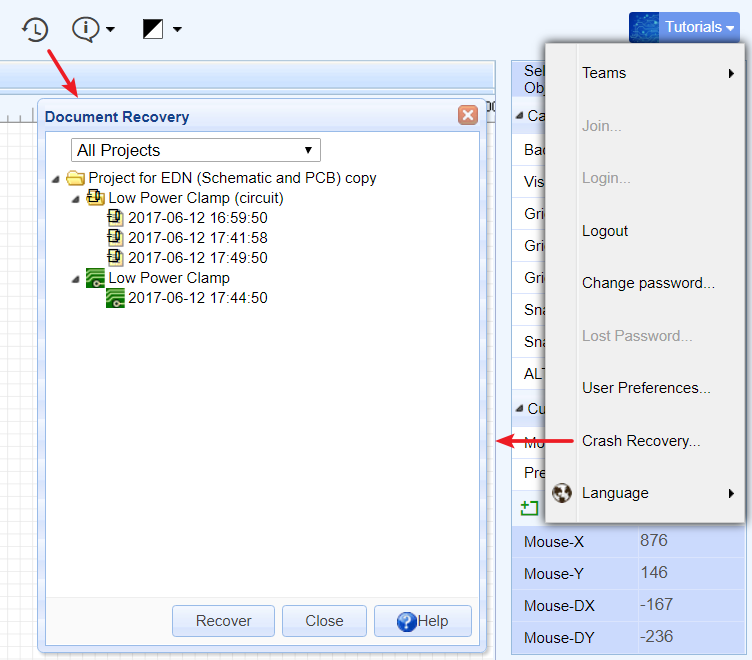 Tutorials
Document Recovery
All Projects
Project for EDN (Schematic and PCB) copy
Low Power Clamp (circuit)
2017-06-12 16:59:50
2017-06-12 17:41:58
2017-06-12 17:49:50
Low Power Clamp
2017-06-12 17:44:50
Recover
Close
Help
Teams
Join...
Login...
Logout
Change password...
Lost Password...
User Preferences...
Crash Recovery...
Language
Sel
Obj
Ca
Bac
Vis
Gri
Gri
Gri
Sna
Sna
ALT
Cu
Mo
Pre
Mouse-X 876
Mouse-Y 146
Mouse-DX -167
Mouse-DY -236